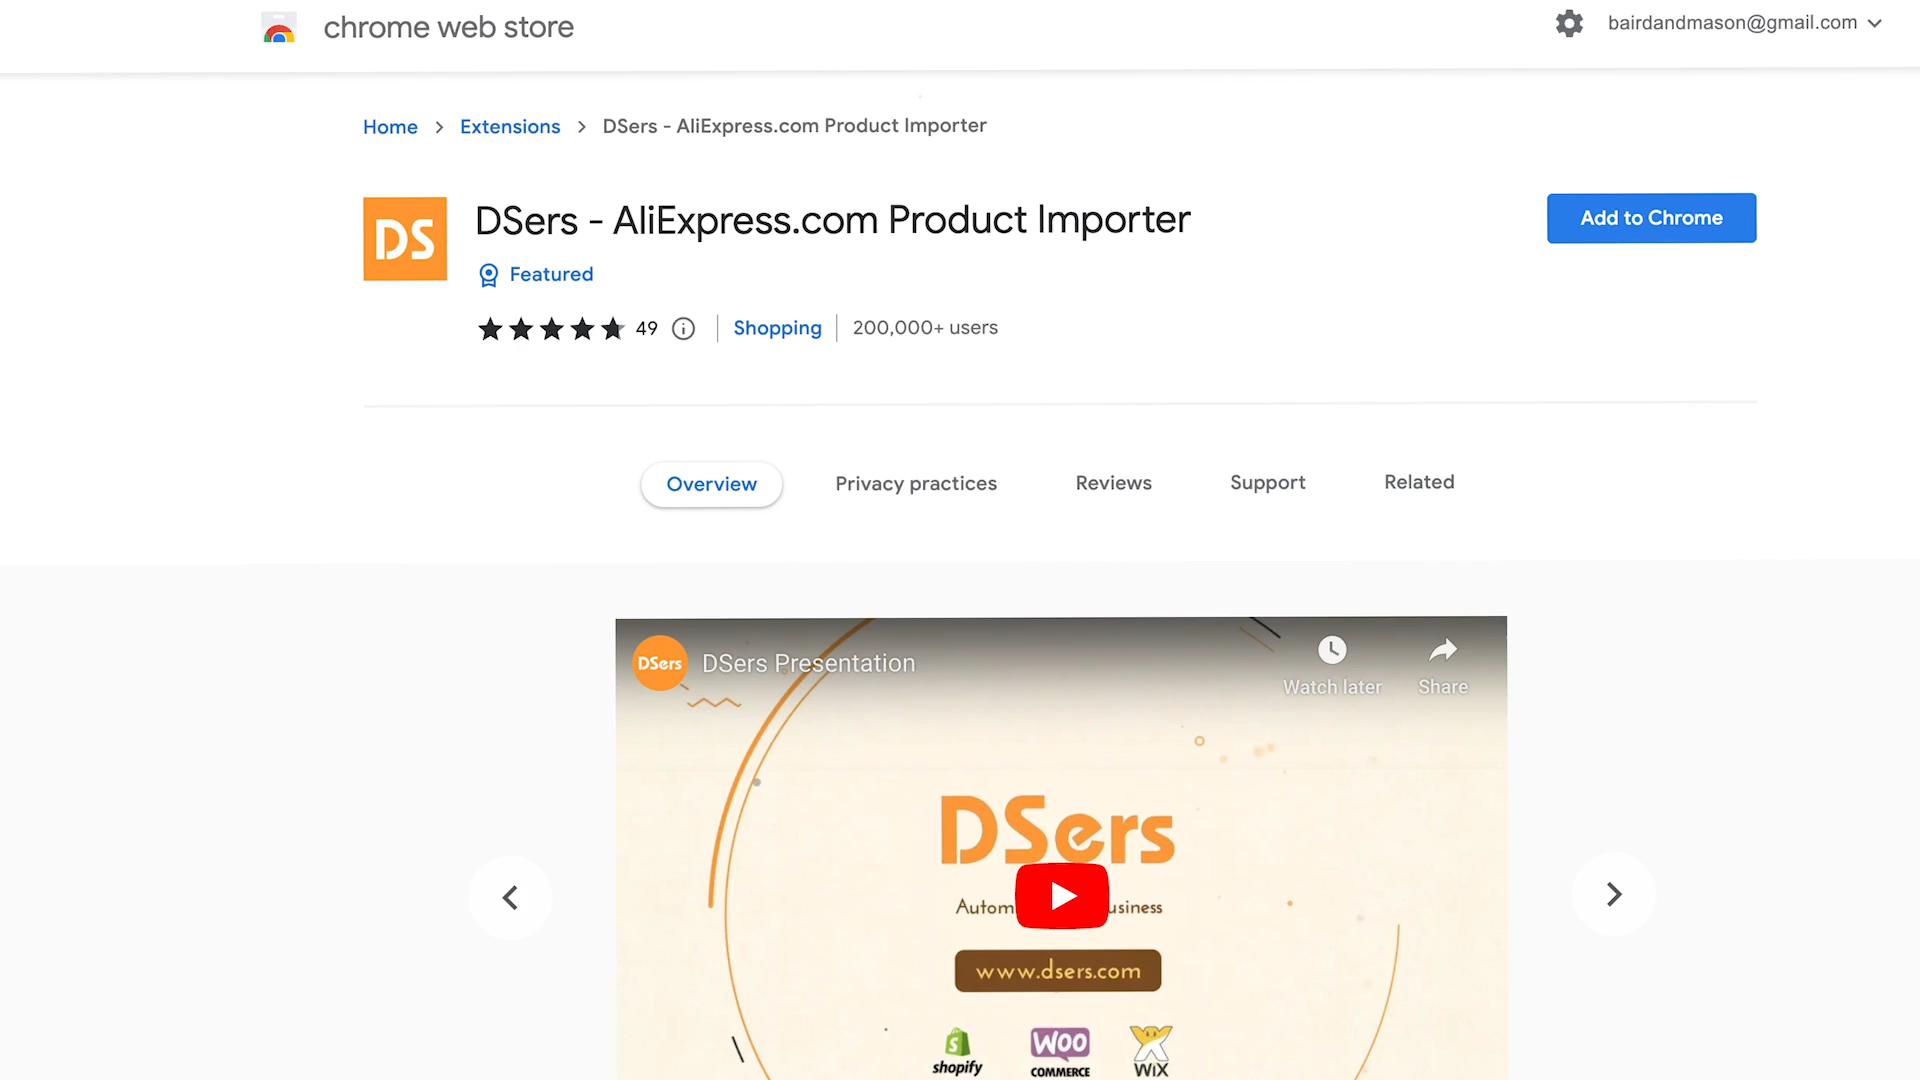 chrome web store
bairdandmason@gmail.com
Home > Extensions > DSers - AliExpress.com Product Importer
DS
DSers - AliExpress.com Product Importer
Add to Chrome
Featured
49
Shopping
200,000+ users
Overview
Privacy practices
Reviews
Support
Related
DSers
DSers Presentation
Watch later
Share
DSers
Autom usiness
www.dsers.com
shopify
WOO
COMMERCE
WiX